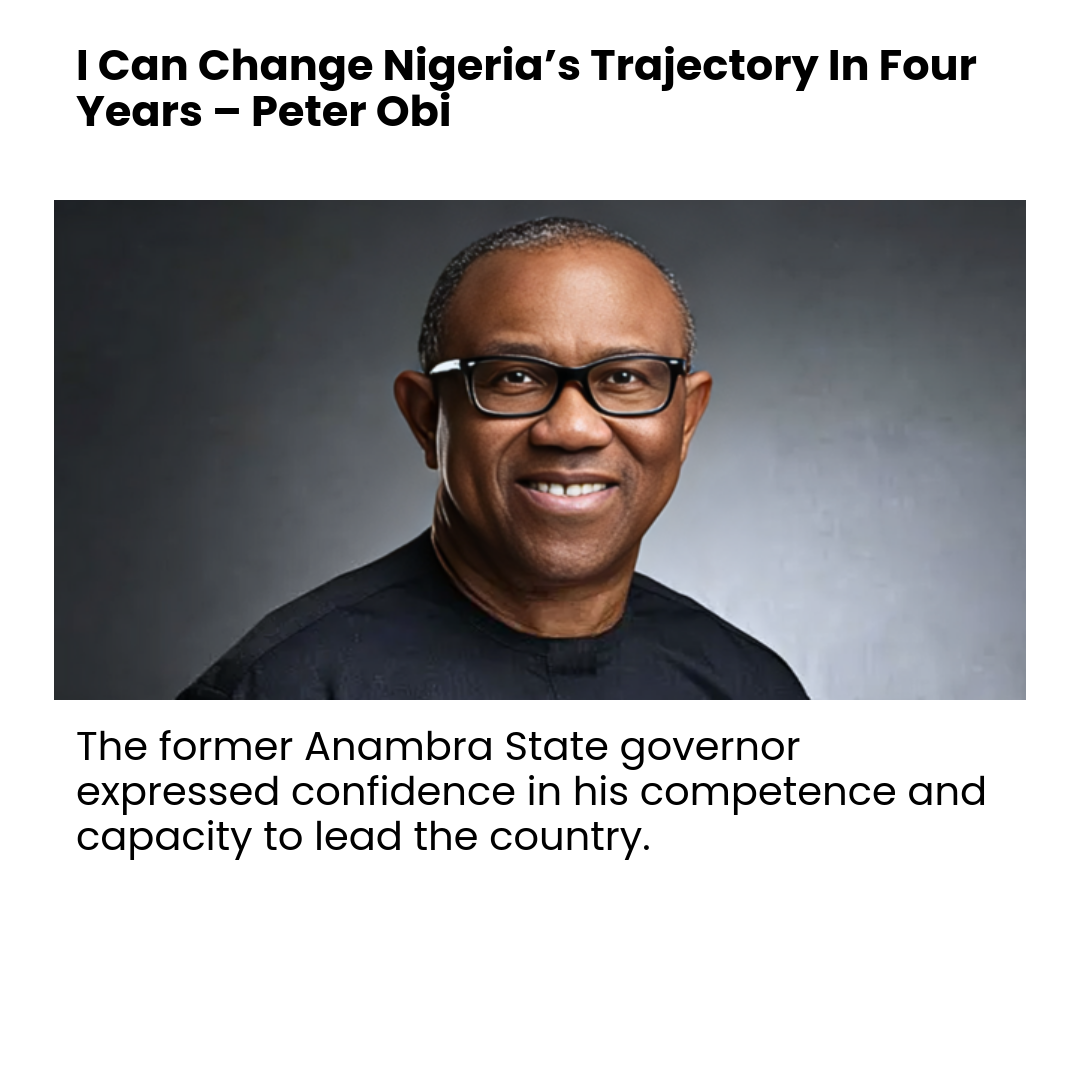 I Can Change Nigeria’s Trajectory In Four
Years – Peter Obi
The former Anambra State governor
expressed confidence in his competence and
capacity to lead the country.